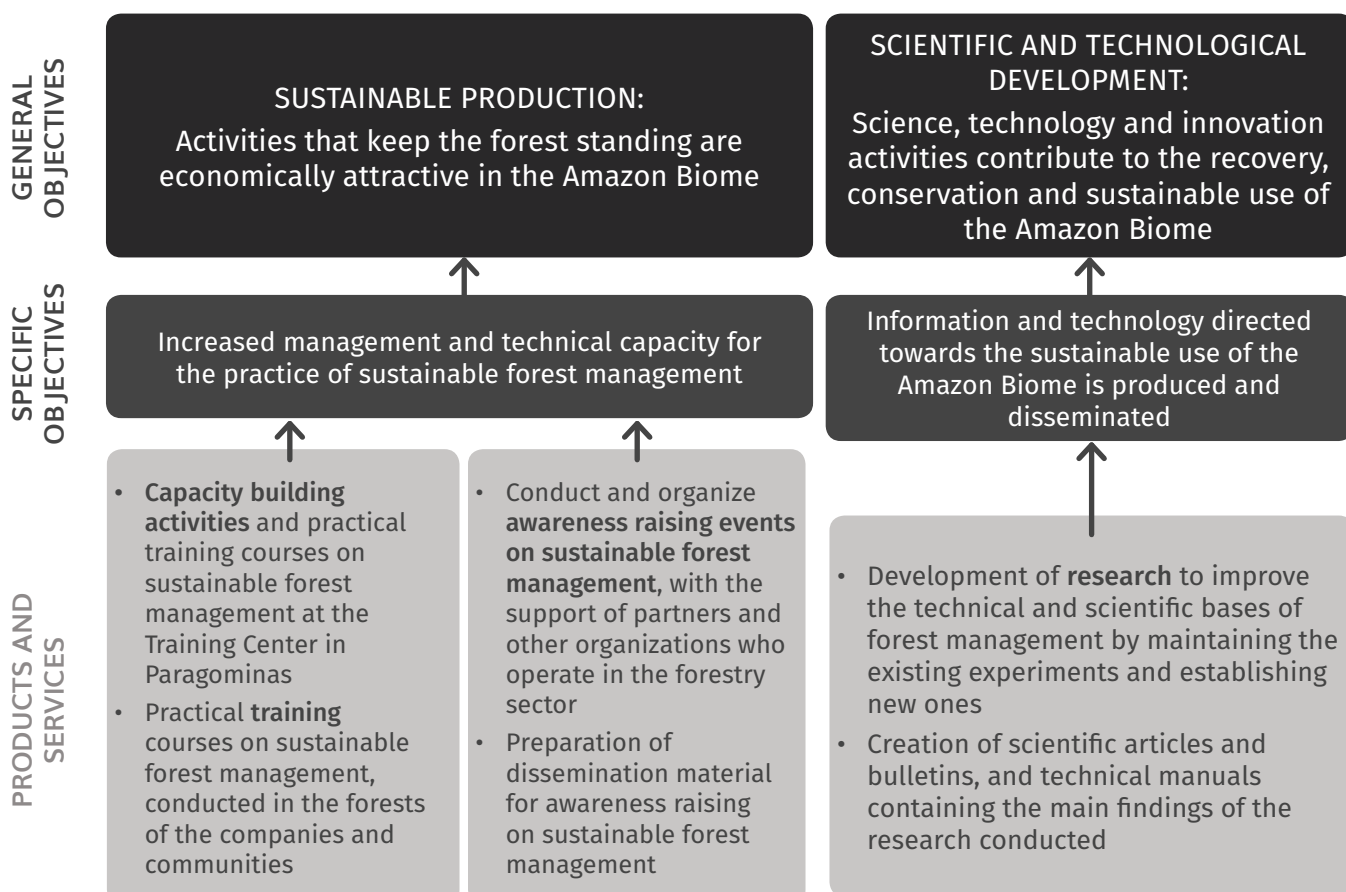 GENERAL
OBJECTIVES
SUSTAINABLE PRODUCTION:
Activities that keep the forest standing are
economically attractive in the Amazon Biome
SCIENTIFIC AND TECHNOLOGICAL
DEVELOPMENT:
Science, technology and innovation
activities contribute to the recovery,
conservation and sustainable use of
the Amazon Biome
SPECIFIC
OBJECTIVES
Increased management and technical capacity for
the practice of sustainable forest management
Information and technology directed
towards the sustainable use of the
Amazon Biome is produced and
disseminated
PRODUCTS AND
SERVICES
• Capacity building
activities and practical
training courses on
sustainable forest
management at the
Training Center in
Paragominas
• Practical training
courses on sustainable
forest management,
conducted in the forests
of the companies and
communities
• Conduct and organize
awareness raising events
on sustainable forest
management, with the
support of partners and
other organizations who
operate in the forestry
sector
• Preparation of
dissemination material
for awareness raising
on sustainable forest
management
• Development of research to improve
the technical and scientific bases of
forest management by maintaining the
existing experiments and establishing
new ones
• Creation of scientific articles and
bulletins, and technical manuals
containing the main findings of the
research conducted